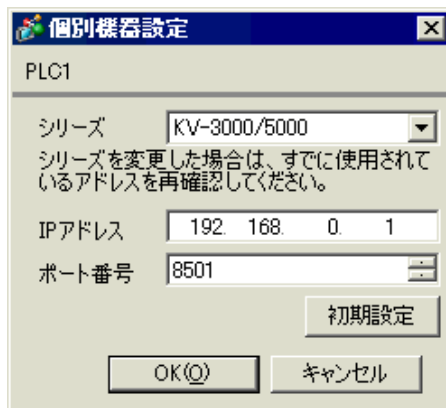 個別機器設定
PLC1
シリーズ KV-3000/5000
シリーズを変更した場合は、すでに使用されて
いるアドレスを再確認してください。
IPアドレス 192. 168. 0. 1
ポート番号 8501
初期設定
OK(O) キャンセル